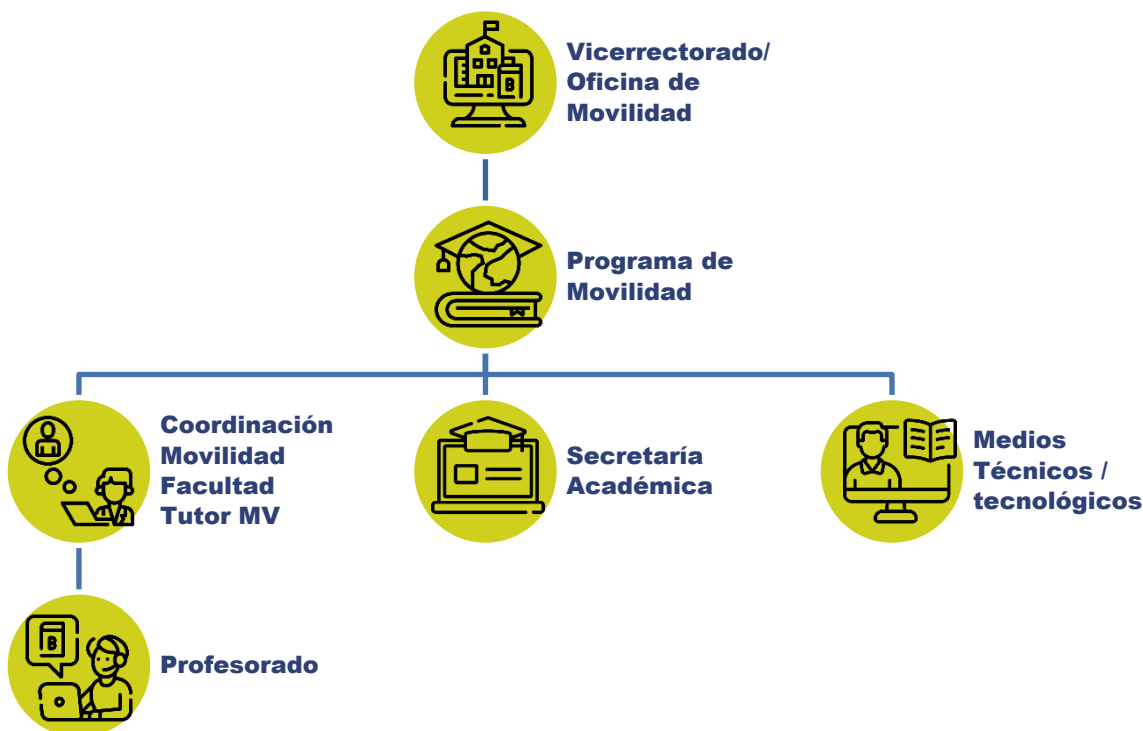 Vicerrectorado/
Oficina de
Movilidad
Programa de
Movilidad
Coordinación
Movilidad
Facultad
Tutor MV
Secretaría
Académica
Medios
Técnicos /
tecnológicos
Profesorado
B
B